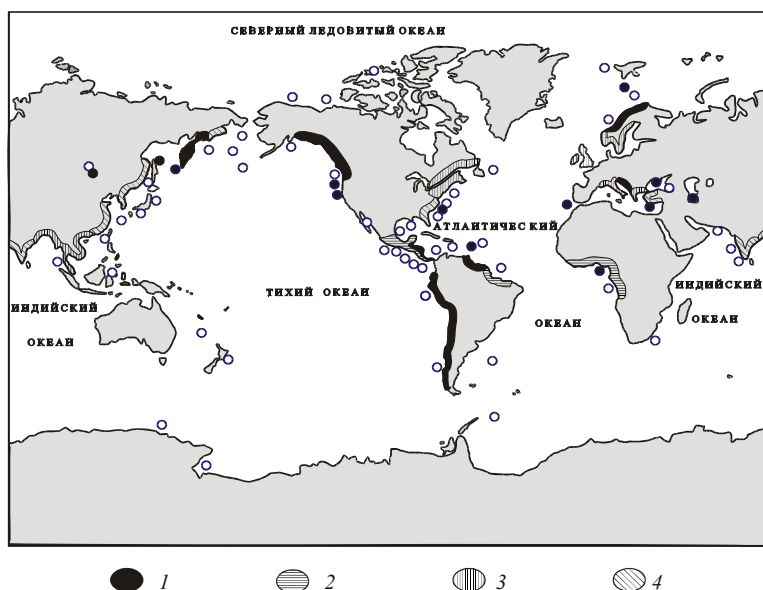 СЕВЕРНЫЙ ЛЕДОВИТЫЙ ОКЕАН
АТЛАНТИЧЕСКИЙ
ИНДИЙСКИЙ
ТИХИЙ ОКЕАН
ИНДИЙСКИЙ
ОКЕАН
ОКЕАН
ОКЕАН
1
2
3
4